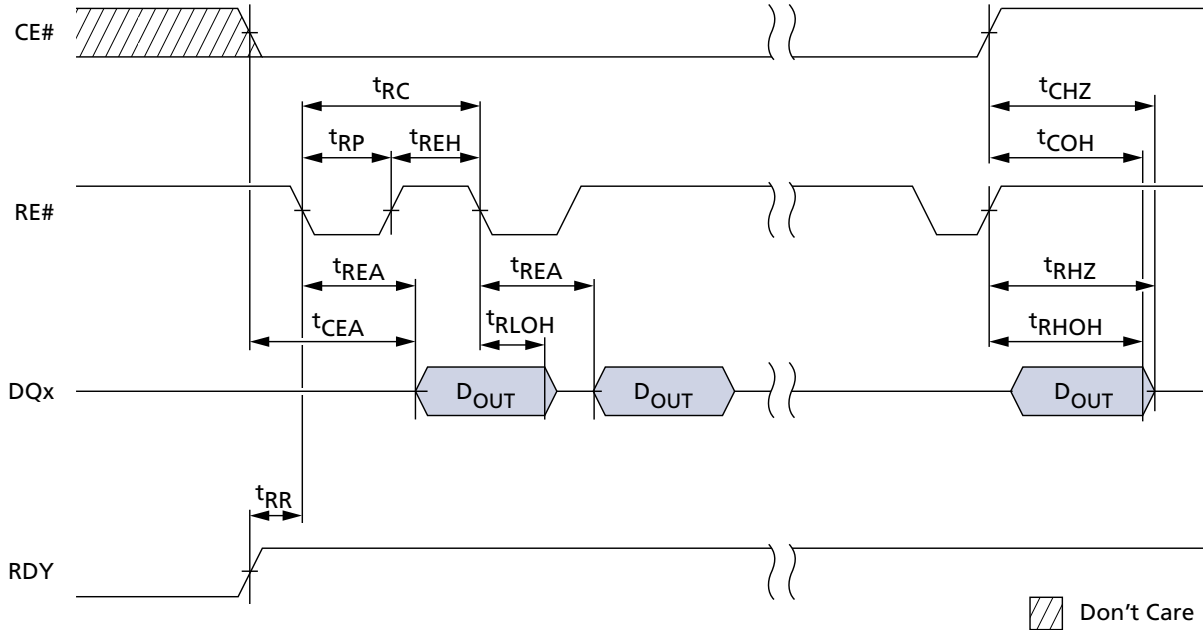 CE#
tRC
tCHZ
tRP
tREH
tCOH
RE#
tREA
tREA
tRHZ
tCEA
tRLOH
tRHOH
DQx
DOUT
DOUT
DOUT
tRR
RDY
Don't Care